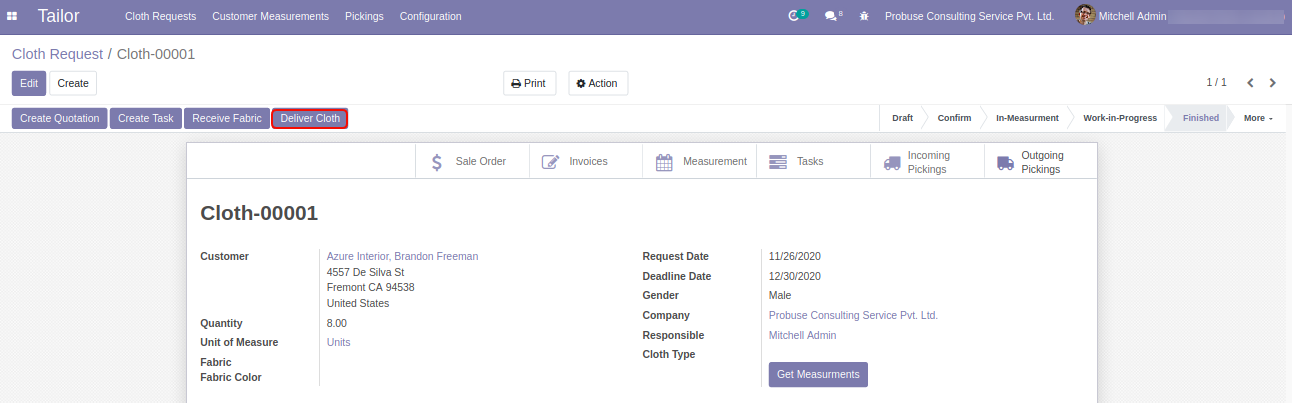 Tailor Cloth Requests Customer Measurements Pickings Configuration 9 8 Probuse Consulting Service Pvt. Ltd. Mitchell Admin
Cloth Request / Cloth-00001
Edit Create Print Action 1 / 1
Create Quotation Create Task Receive Fabric Deliver Cloth Draft Confirm In-Measurment Work-in-Progress Finished More
Sale Order Invoices Measurement Tasks Incoming Pickings Outgoing Pickings
Cloth-00001
Customer Azure Interior, Brandon Freeman
4557 De Silva St
Fremont CA 94538
United States
Quantity 8.00
Unit of Measure Units
Fabric
Fabric Color
Request Date 11/26/2020
Deadline Date 12/30/2020
Gender Male
Company Probuse Consulting Service Pvt. Ltd.
Responsible Mitchell Admin
Cloth Type
Get Measurments